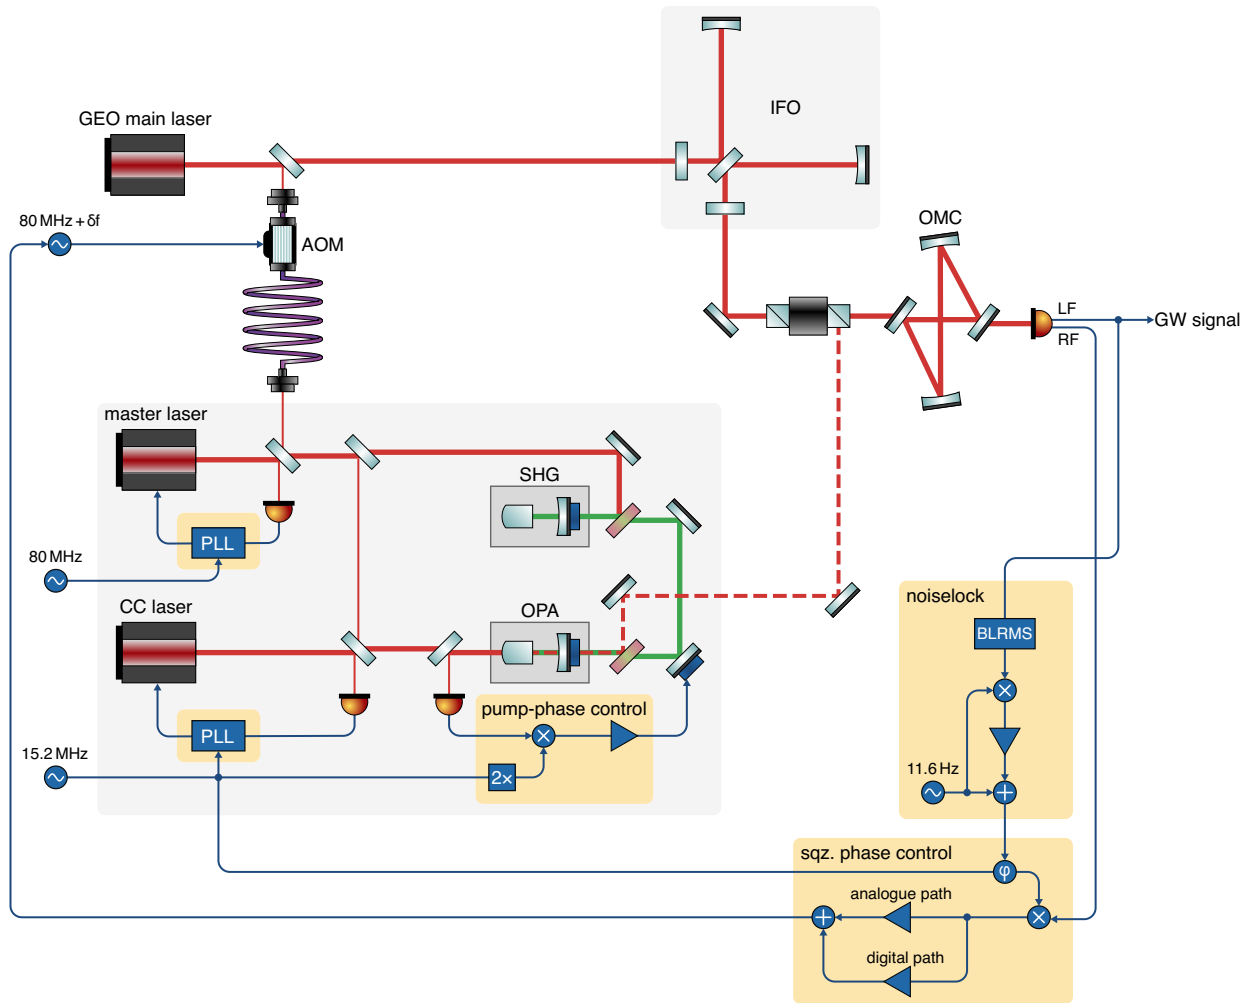 IFO
GEO main laser
80 MHz + δf
AOM
OMC
LF
GW signal
RF
master laser
SHG
PLL
80 MHz
noiselock
CC laser
OPA
BLRMS
pump-phase control
PLL
15.2 MHz
2×
11.6 Hz
sqz. phase control
φ
analogue path
digital path